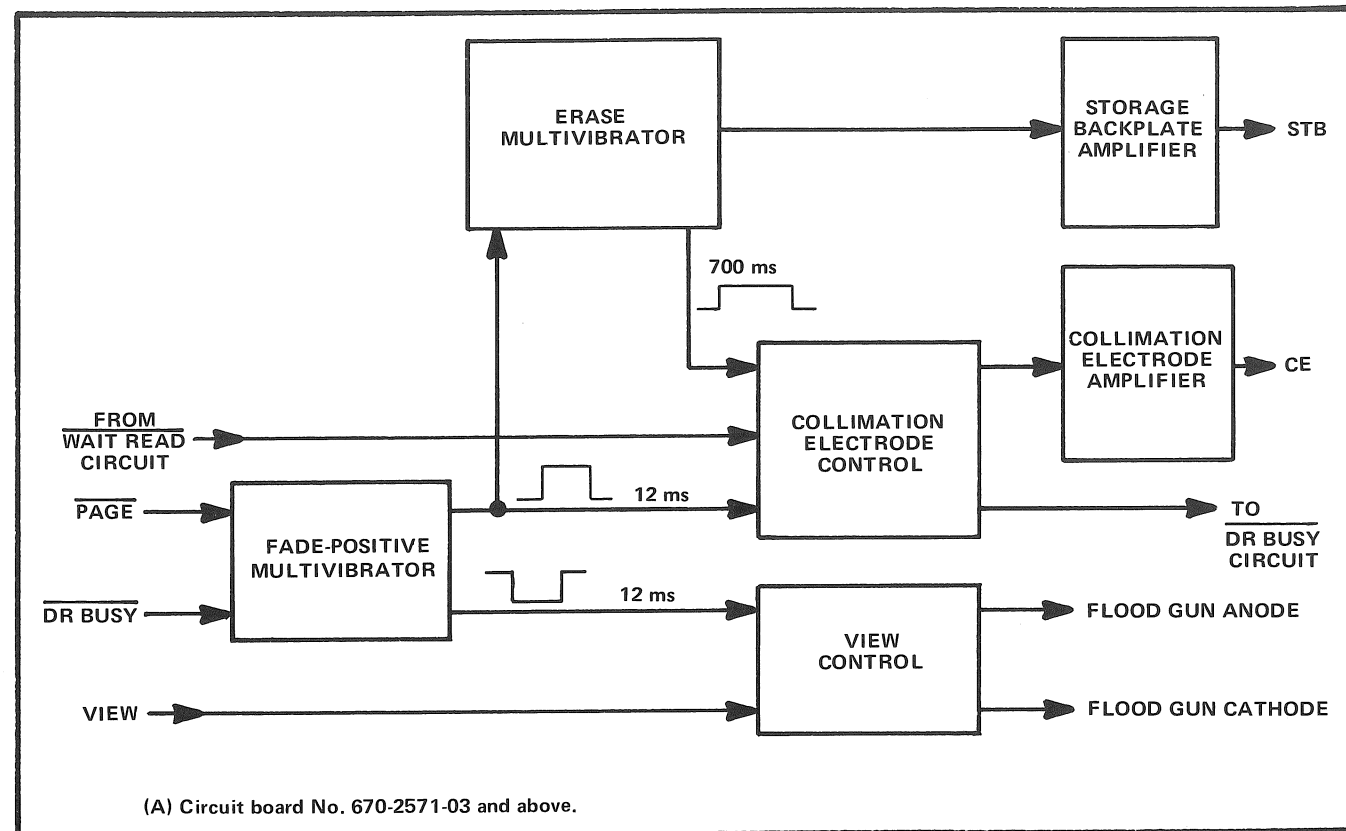 ERASE
MULTIVIBRATOR
STORAGE
BACKPLATE
AMPLIFIER
STB
700 ms
COLLIMATION
ELECTRODE
AMPLIFIER
CE
FROM
WAIT READ
CIRCUIT
COLLIMATION
ELECTRODE
CONTROL
PAGE
12 ms
TO
DR BUSY
CIRCUIT
FADE-POSITIVE
MULTIVIBRATOR
DR BUSY
12 ms
VIEW
CONTROL
FLOOD GUN ANODE
VIEW
FLOOD GUN CATHODE
(A) Circuit board No. 670-2571-03 and above.